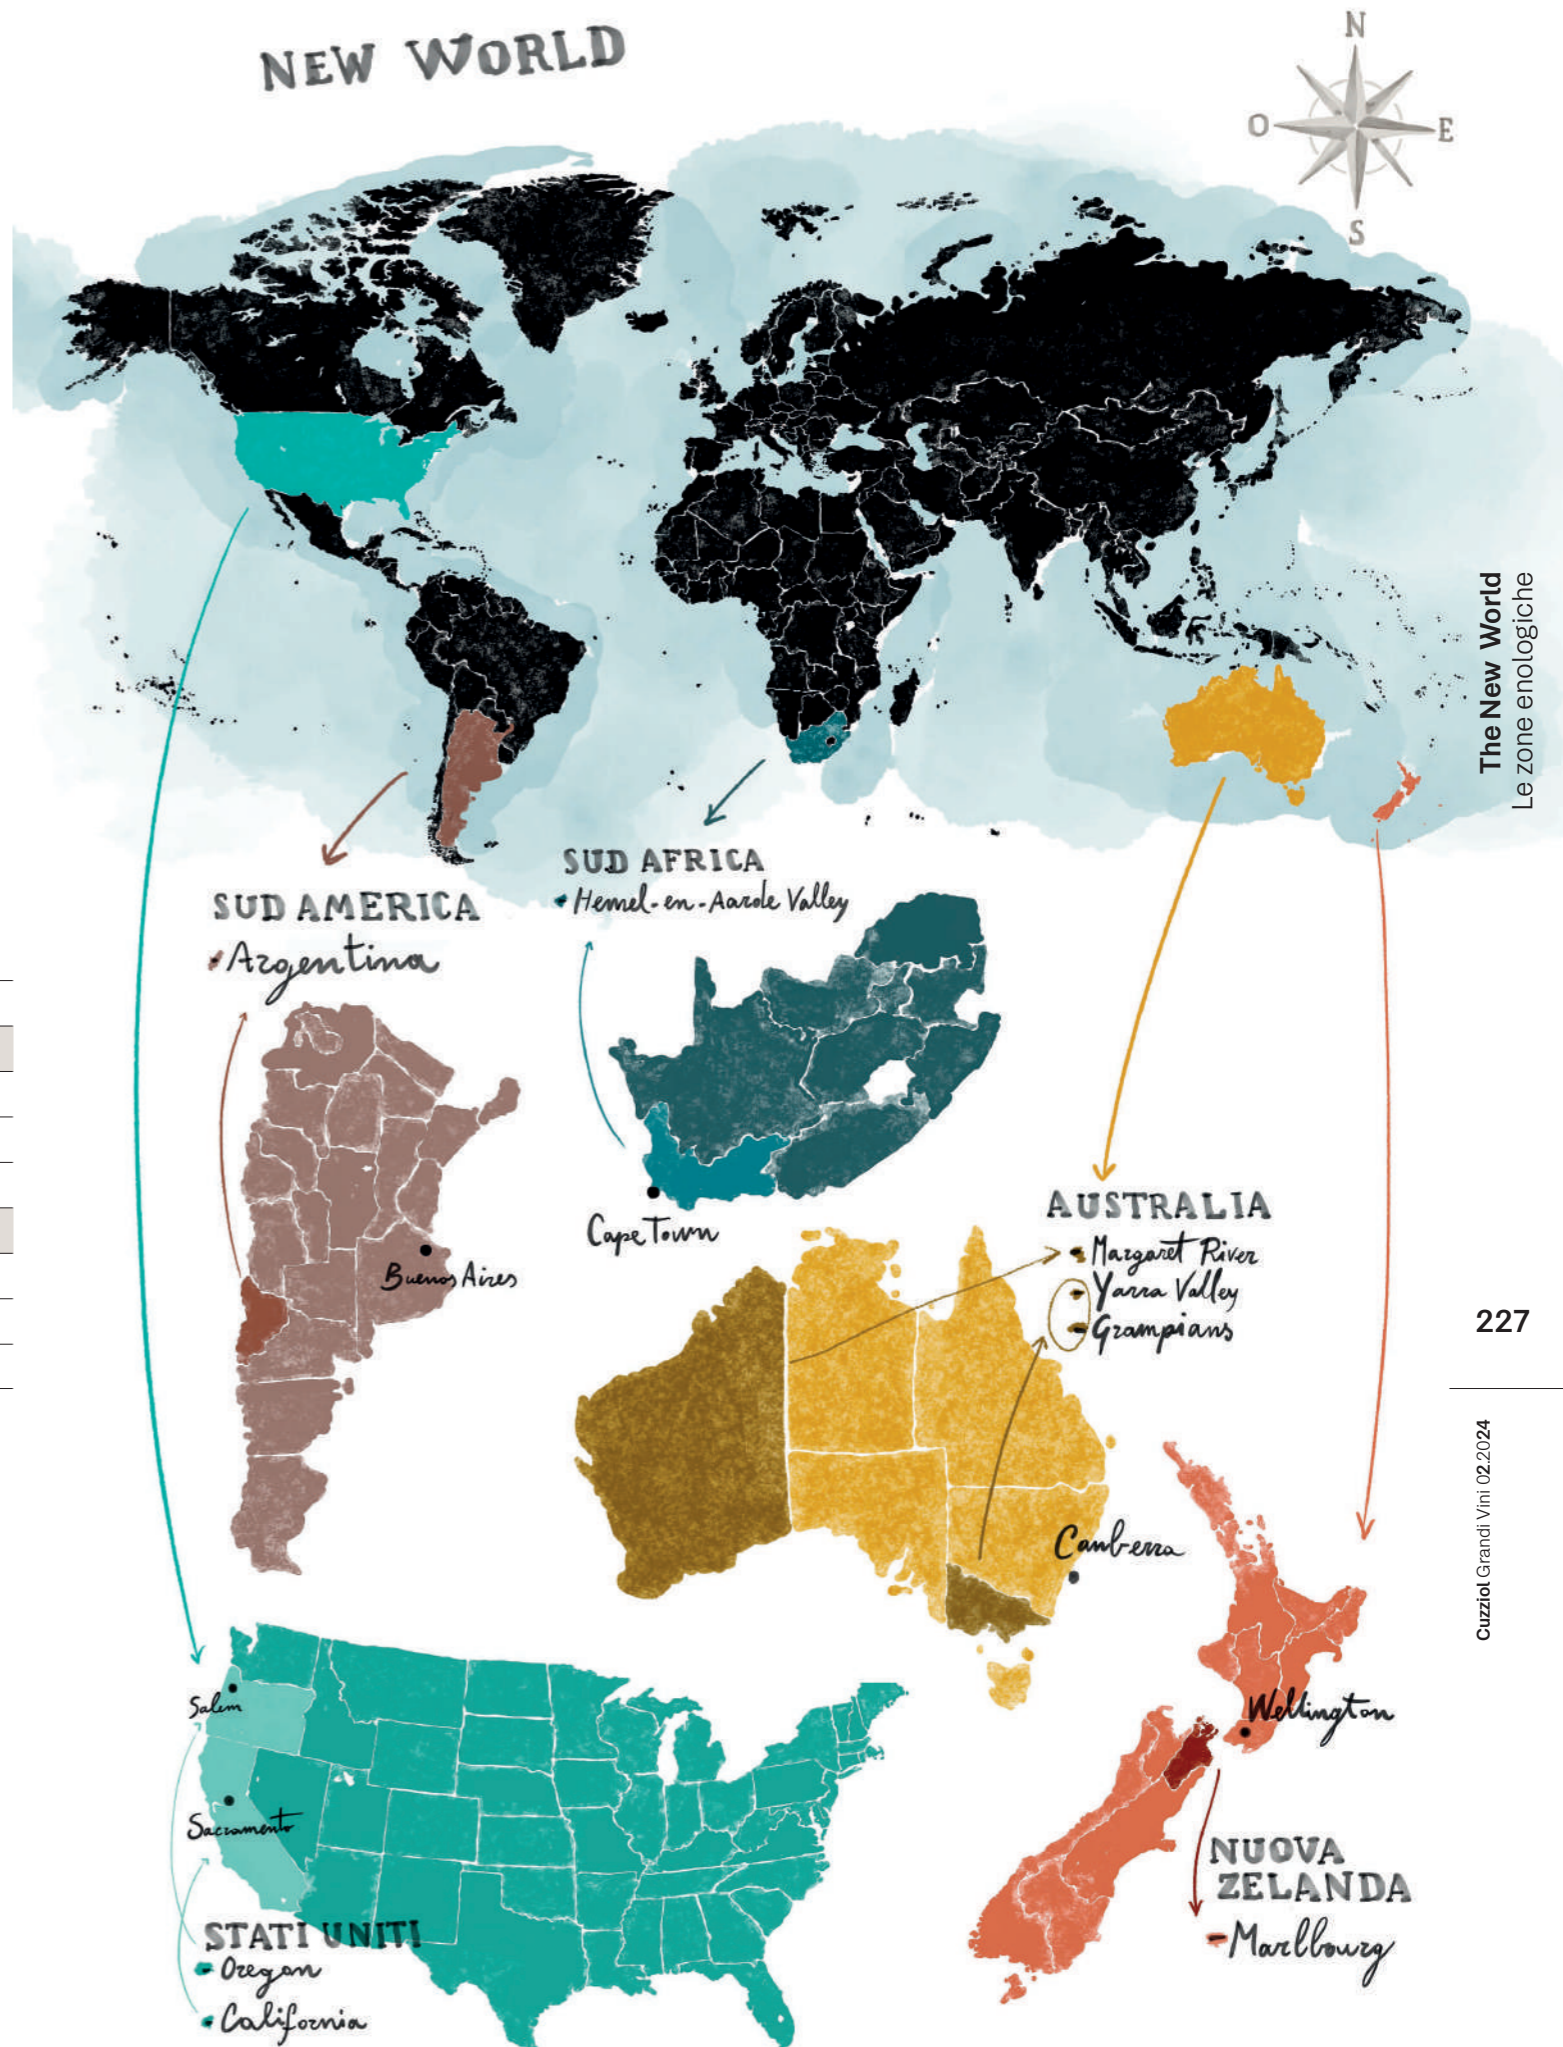 NEW WORLD
N
O
E
S
The New World
Le zone enologiche
SUD AFRICA
Hemel-en-Aarde Valley
SUD AMERICA
Argentina
Buenos Aires
Cape Town
AUSTRALIA
Margaret River
Yarra Valley
Grampians
227
Canberra
Cuzziol Grandi Vini 02.2024
Salem
Sacramento
Wellington
NUOVA
ZELANDA
Marlbourg
STATI UNITI
Oregon
California